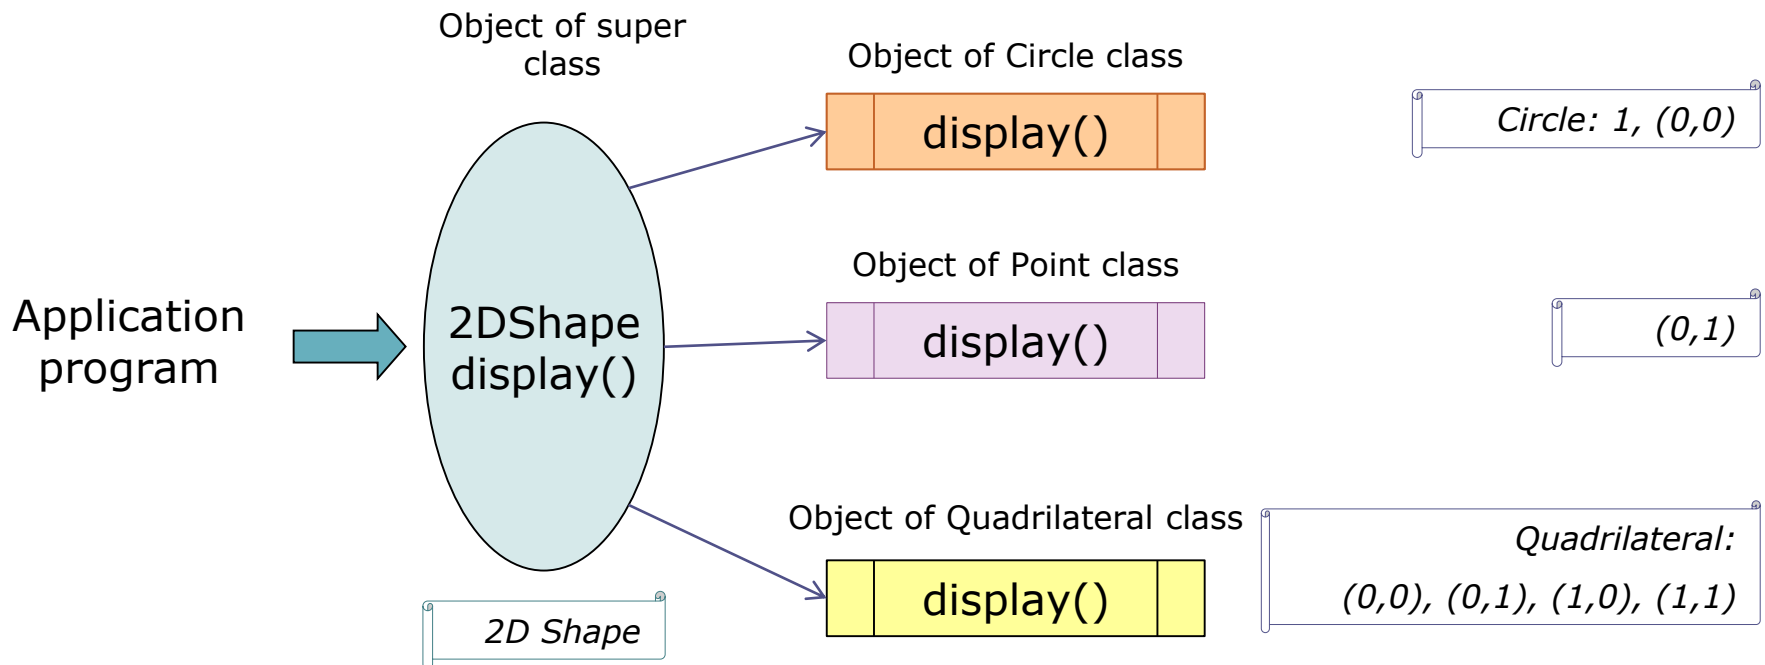 Object of super
class
Object of Circle class
display()
Circle: 1, (0,0)
Object of Point class
Application
program
2DShape
display()
display()
(0,1)
Object of Quadrilateral class
display()
Quadrilateral:
(0,0), (0,1), (1,0), (1,1)
2D Shape